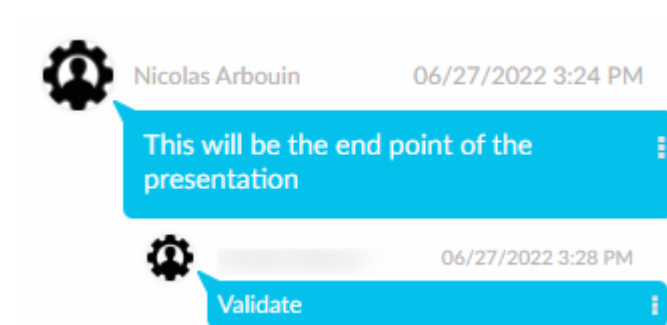 Nicolas Arbouin 06/27/2022 3:24 PM
This will be the end point of the
presentation
06/27/2022 3:28 PM
Validate